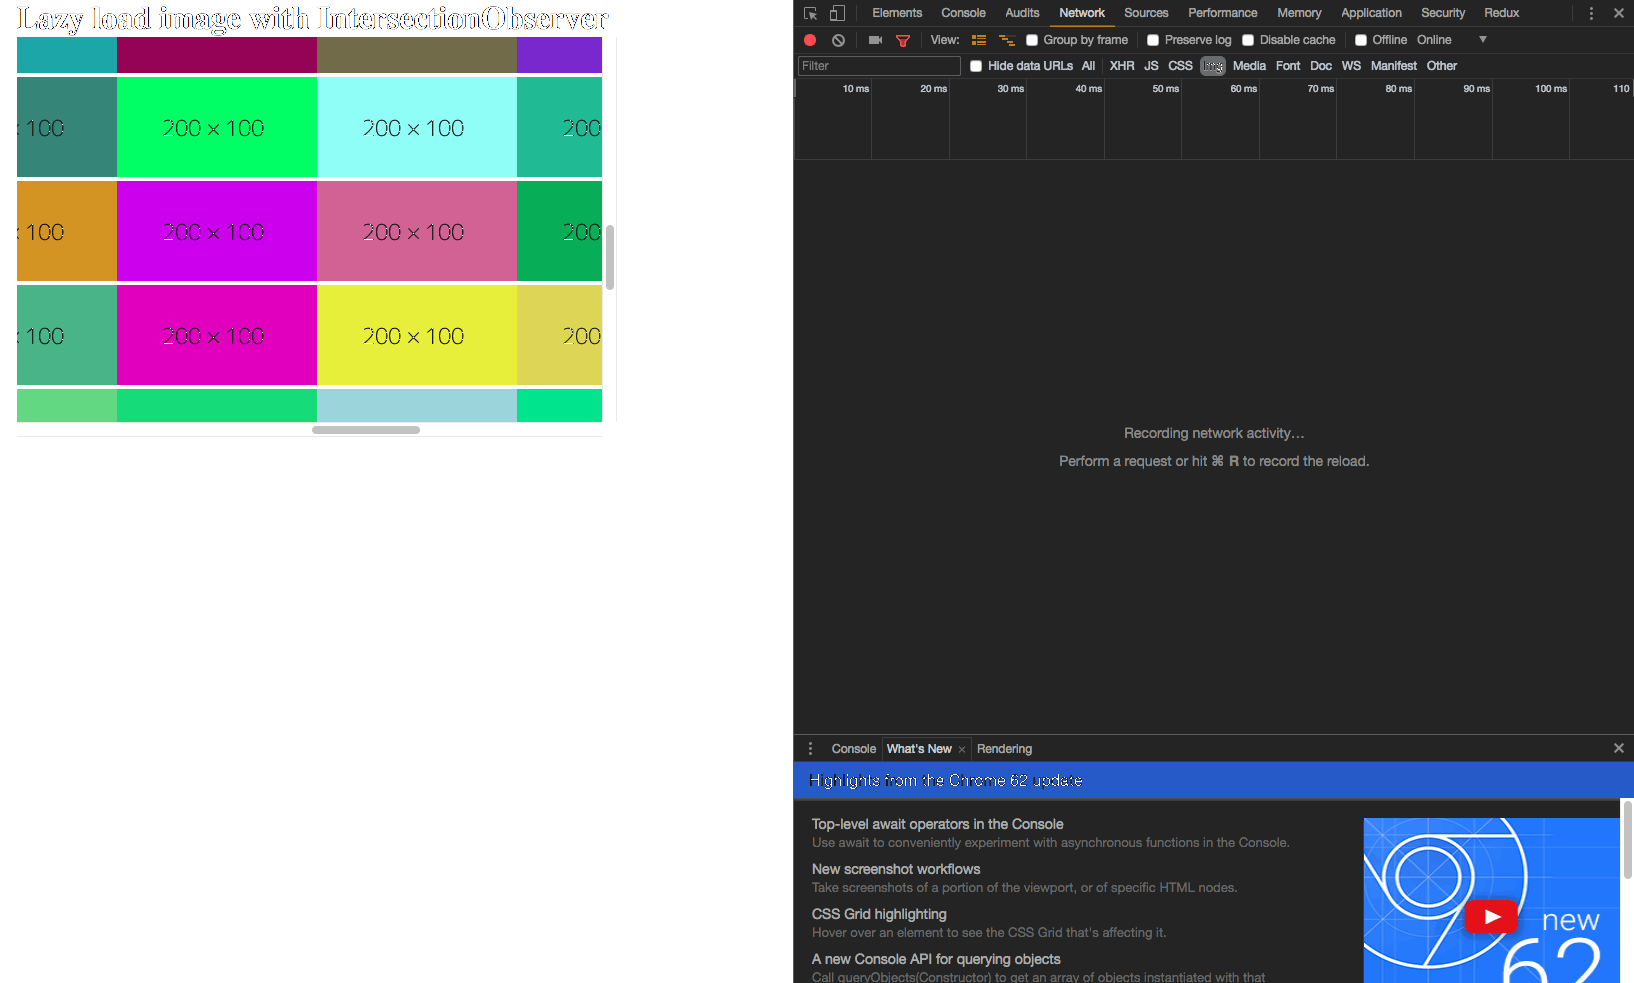 Lazy load image with IntersectionObserver
100 200 × 100 200 × 100 200
100 200 × 100 200 × 100 200
100 200 × 100 200 × 100 200
Elements Console Audits Network Sources Performance Memory Application Security Redux
View: Group by frame Preserve log Disable cache Offline Online
Filter Hide data URLs All XHR JS CSS Img Media Font Doc WS Manifest Other
10 ms 20 ms 30 ms 40 ms 50 ms 60 ms 70 ms 80 ms 90 ms 100 ms 110
Recording network activity…
Perform a request or hit ⌘ R to record the reload.
Console What's New × Rendering
Highlights from the Chrome 62 update
Top-level await operators in the Console
Use await to conveniently experiment with asynchronous functions in the Console.
New screenshot workflows
Take screenshots of a portion of the viewport, or of specific HTML nodes.
CSS Grid highlighting
Hover over an element to see the CSS Grid that's affecting it.
A new Console API for querying objects
Call queryObjects(Constructor) to get an array of objects instantiated with that
new
62